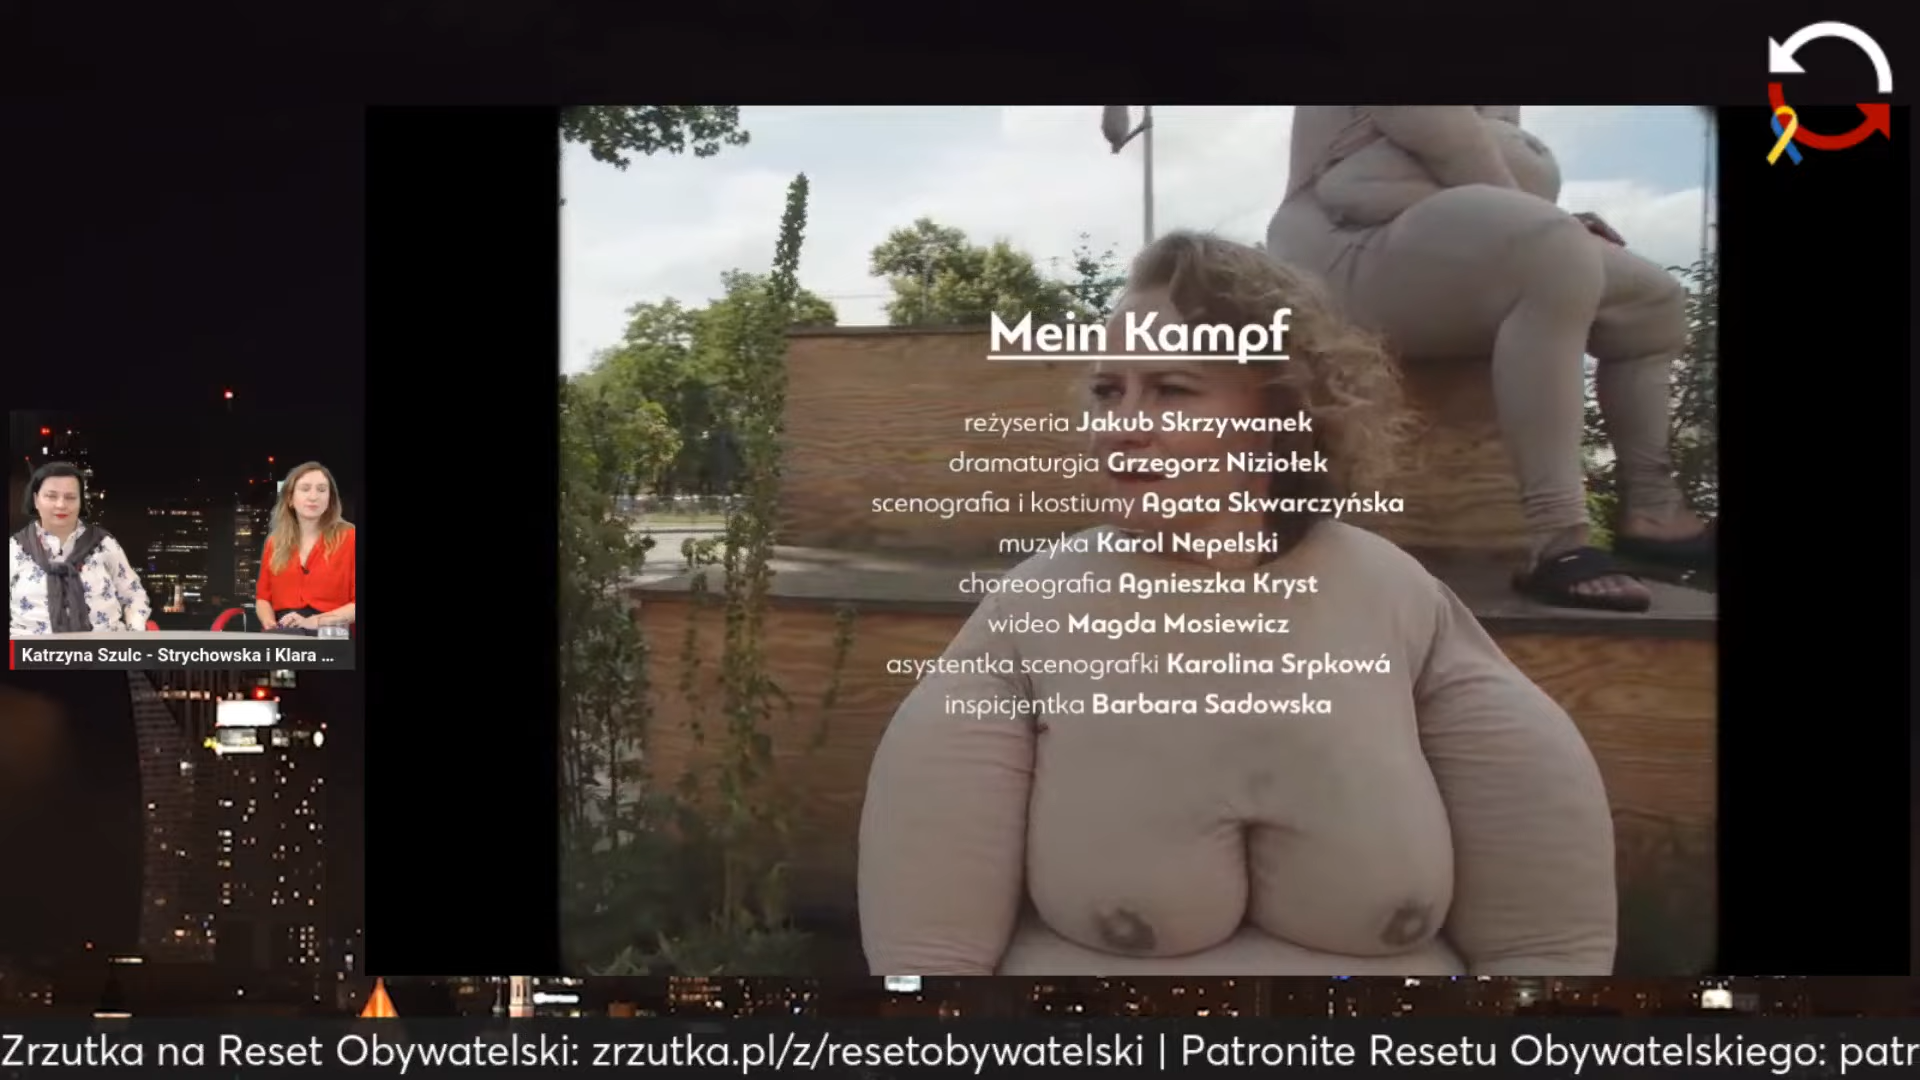 Mein Kampf
reżyseria Jakub Skrzywanek
dramaturgia Grzegorz Niziołek
scenografia i kostiumy Agata Skwarczyńska
muzyka Karol Nepelski
choreografia Agnieszka Kryst
wideo Magda Mosiewicz
asystentka scenografki Karolina Srpková
inspicjentka Barbara Sadowska
Katrzyna Szulc - Strychowska i Klara ...
Zrzutka na Reset Obywatelski: zrzutka.pl/z/resetobywatelski | Patronite Resetu Obywatelskiego: patr